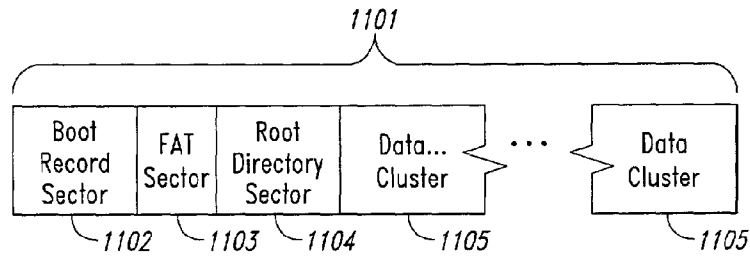 1101
Boot
Record
Sector
FAT
Sector
Root
Directory
Sector
Data...
Cluster
...
Data
Cluster
1102
1103
1104
1105
1105